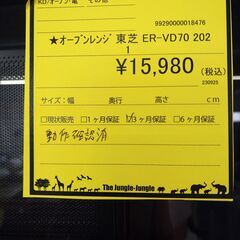 KD/オーブン・電 その他
99290000018476
★オーブンレンジ 東芝 ER-VD70 202
1
¥15,980 (税込)
230925
サイズ：幅 奥行 高さ cm
□現状販売 □1ヶ月保証 □3ヶ月保証 □6ヶ月保証
動作確認済
The Jungle-Jungle